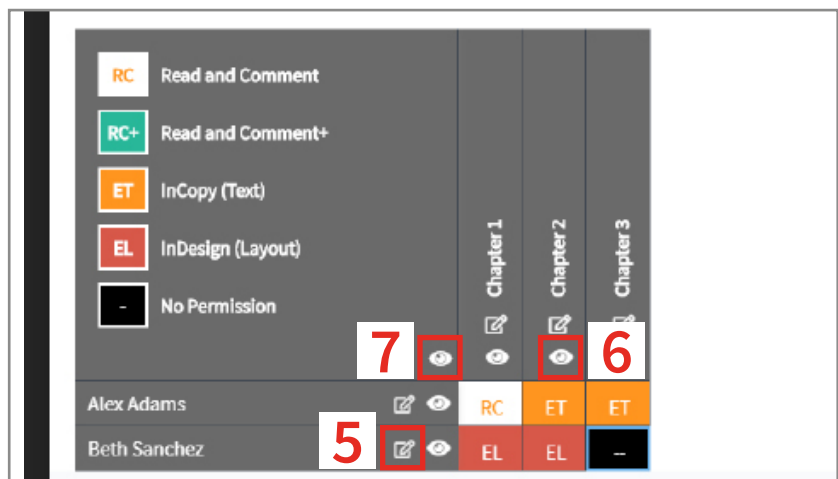 RC Read and Comment
RC+ Read and Comment+
ET InCopy (Text)
EL InDesign (Layout)
- No Permission
Chapter 1
Chapter 2
Chapter 3
7
6
Alex Adams RC ET ET
Beth Sanchez 5 EL EL --